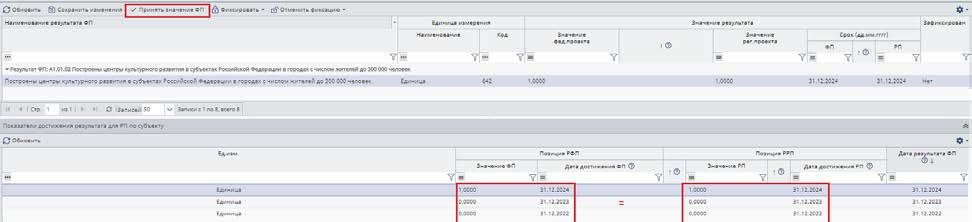 Обновить Сохранить изменения Принять значение ФП Фиксировать Отменить фиксацию
Наименование результата ФП Единица измерения Значение результата Зафиксирован
Наименование Код Значение фед.проекта Значение рег.проекта Срок (дд.мм.гггг)
ФП РП
Результат ФП: A1.01.02 Построены центры культурного развития в субъектах Российской Федерации в городах с числом жителей до 300 000 человек
Построены центры культурного развития в субъектах Российской Федерации в городах с числом жителей до 300 000 человек Единица 642 1,0000 1,0000 31.12.2024 31.12.2024 Нет
Стр. 1 из 1 Записей 50 Записи с 1 по 8, всего 8
Показатели достижения результата для РП по субъекту
Обновить
Ед.изм. Позиция РФП Позиция РРП Дата результата ФП
Значение ФП Дата достижения ФП Значение РП Дата достижения РП
Единица 1,0000 31.12.2024 1,0000 31.12.2024 31.12.2024
Единица 0,0000 31.12.2023 = 0,0000 31.12.2023 31.12.2023
Единица 0,0000 31.12.2022 0,0000 31.12.2022 31.12.2022